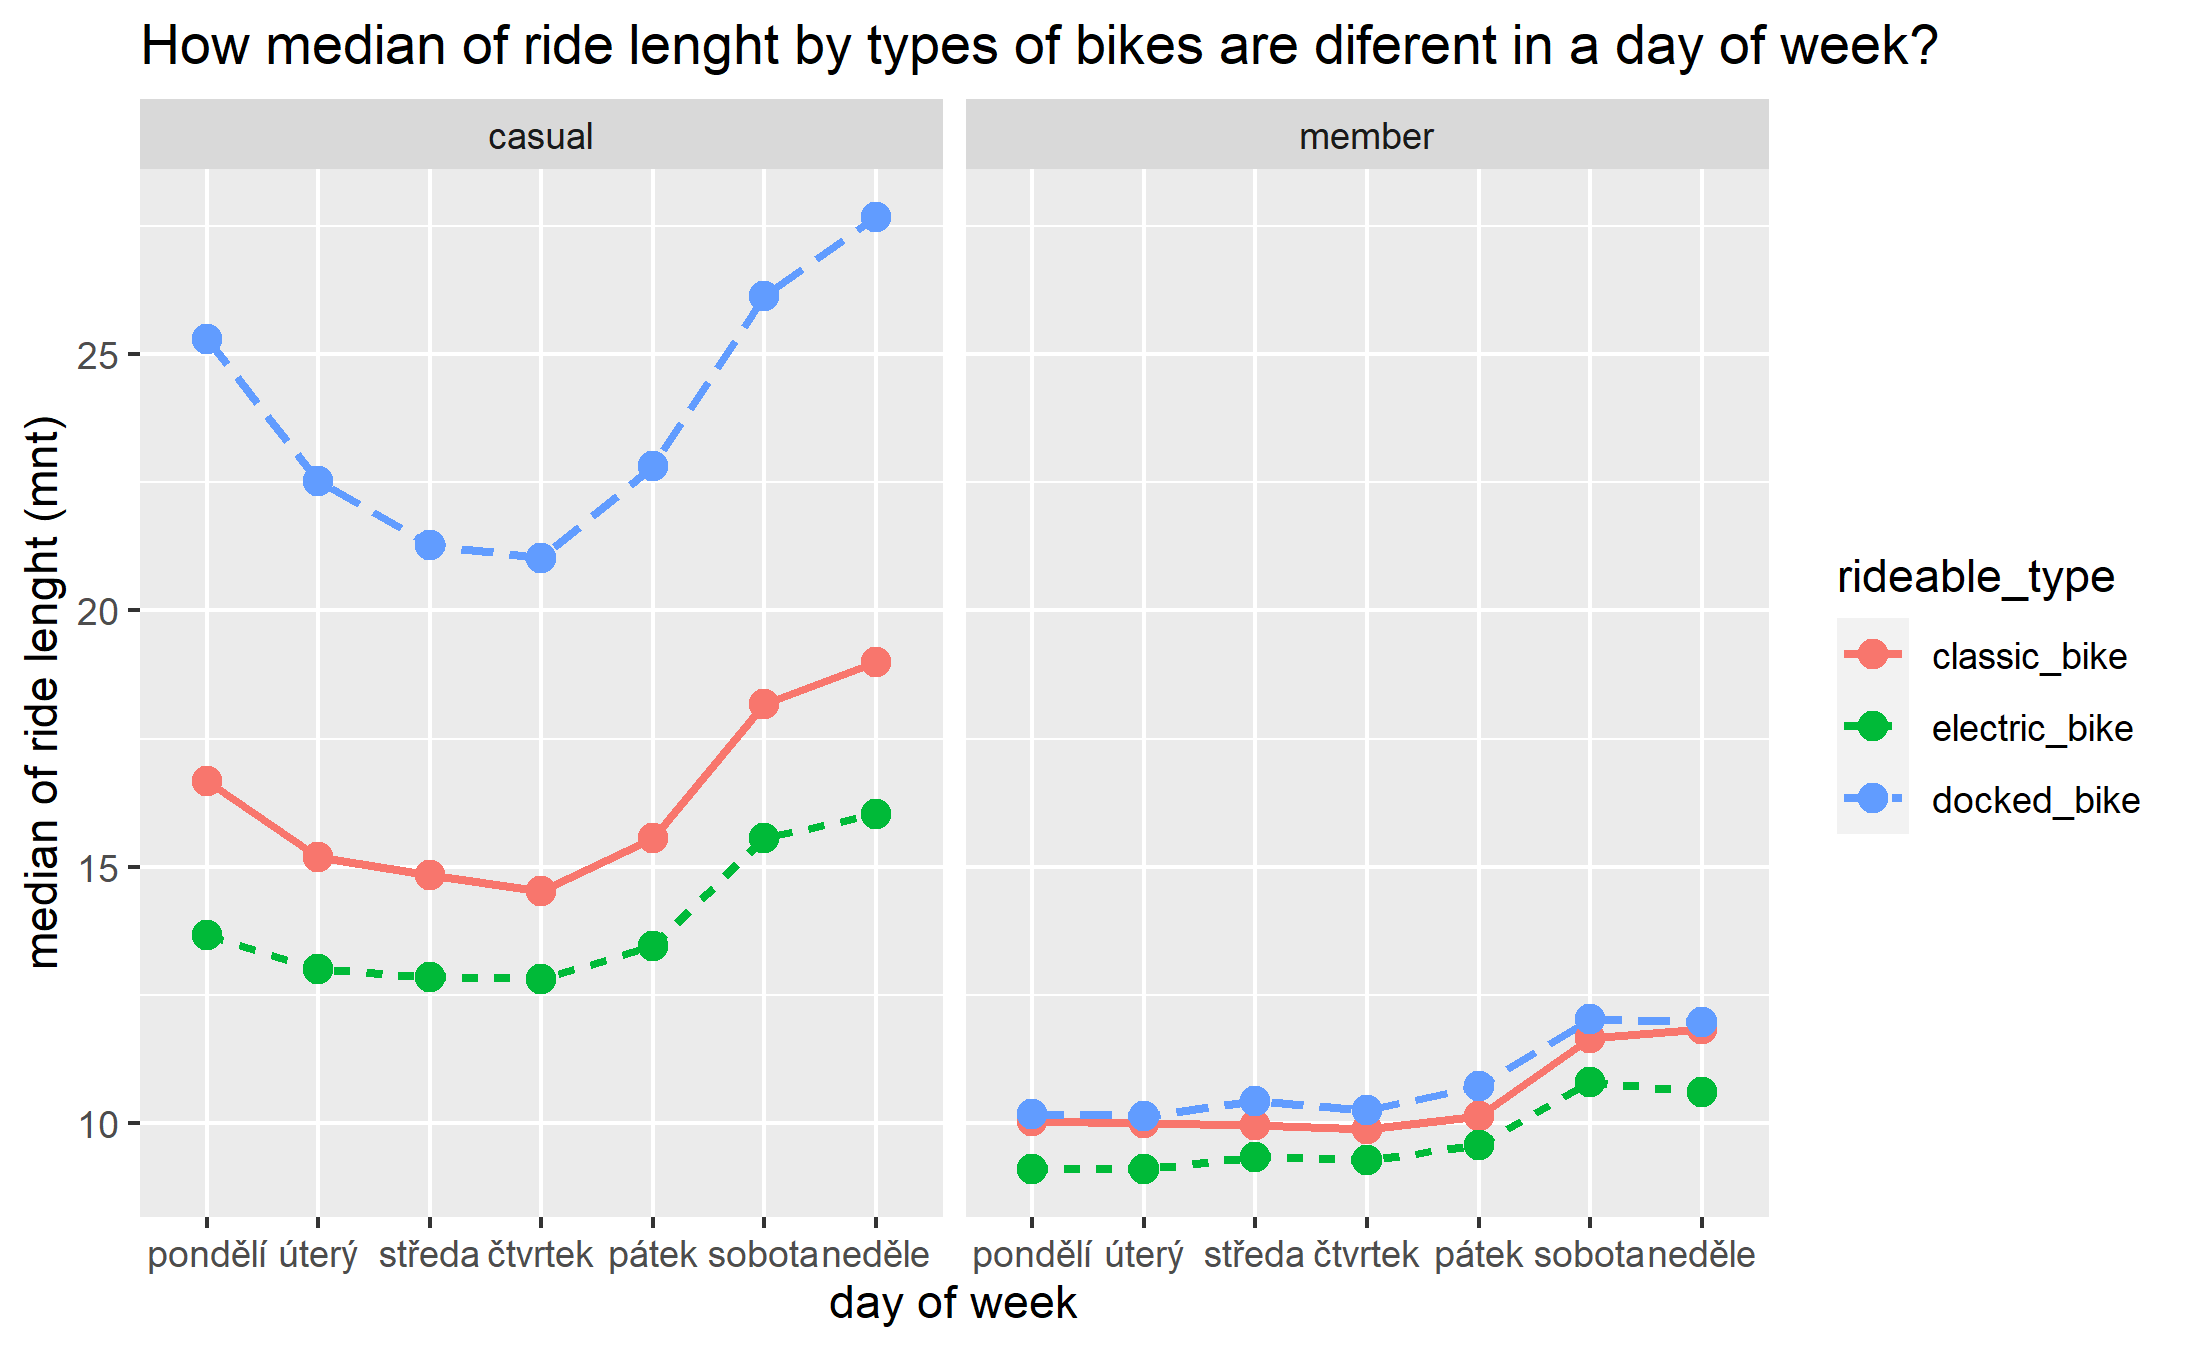 How median of ride lenght by types of bikes are diferent in a day of week?
casual
member
median of ride lenght (mnt)
25
20
15
10
pondělí úterý středa čtvrtek pátek sobota neděle
pondělí úterý středa čtvrtek pátek sobota neděle
day of week
rideable_type
classic_bike
electric_bike
docked_bike